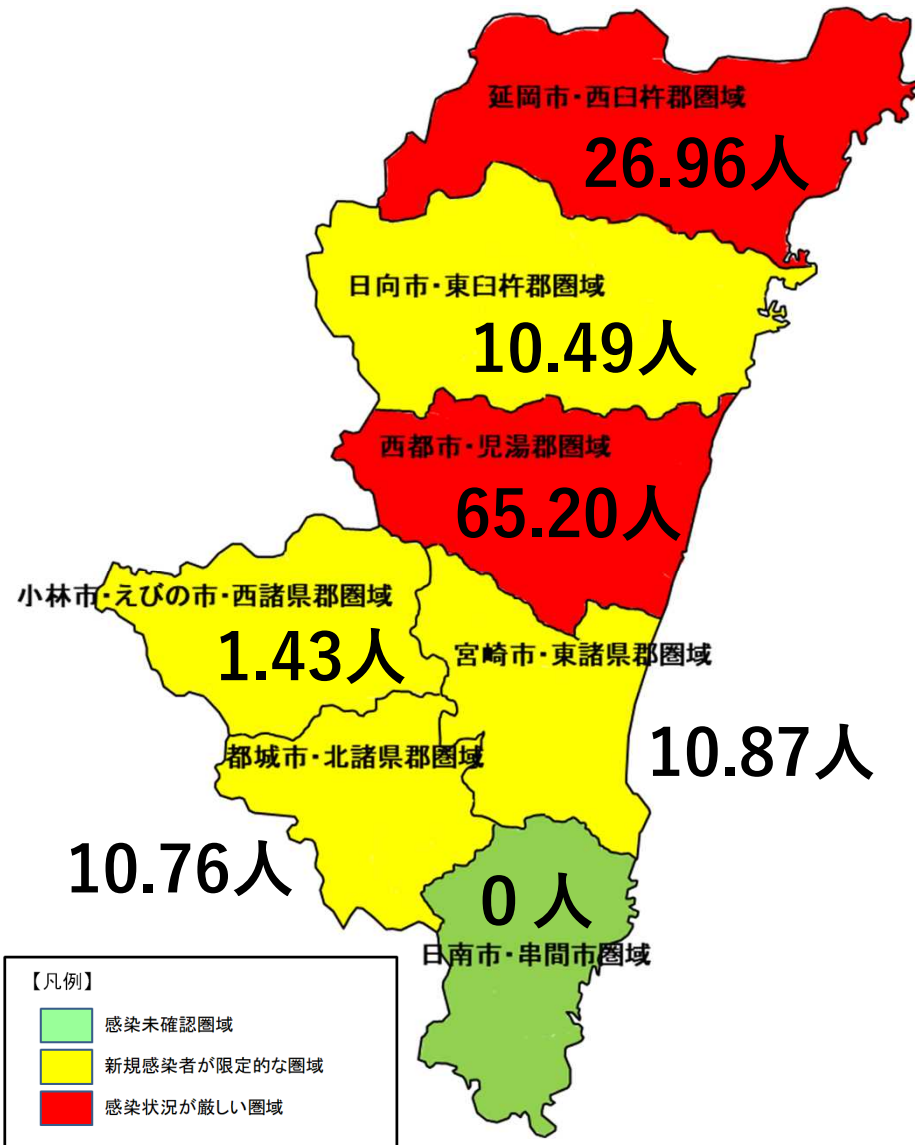 延岡市・西臼杵郡圏域
26.96人
日向市・東臼杵郡圏域
10.49人
西都市・児湯郡圏域
65.20人
小林市・えびの市・西諸県郡圏域
1.43人
宮崎市・東諸県郡圏域
10.87人
都城市・北諸県郡圏域
10.76人
0人
日南市・串間市圏域
【凡例】
感染未確認圏域
新規感染者が限定的な圏域
感染状況が厳しい圏域